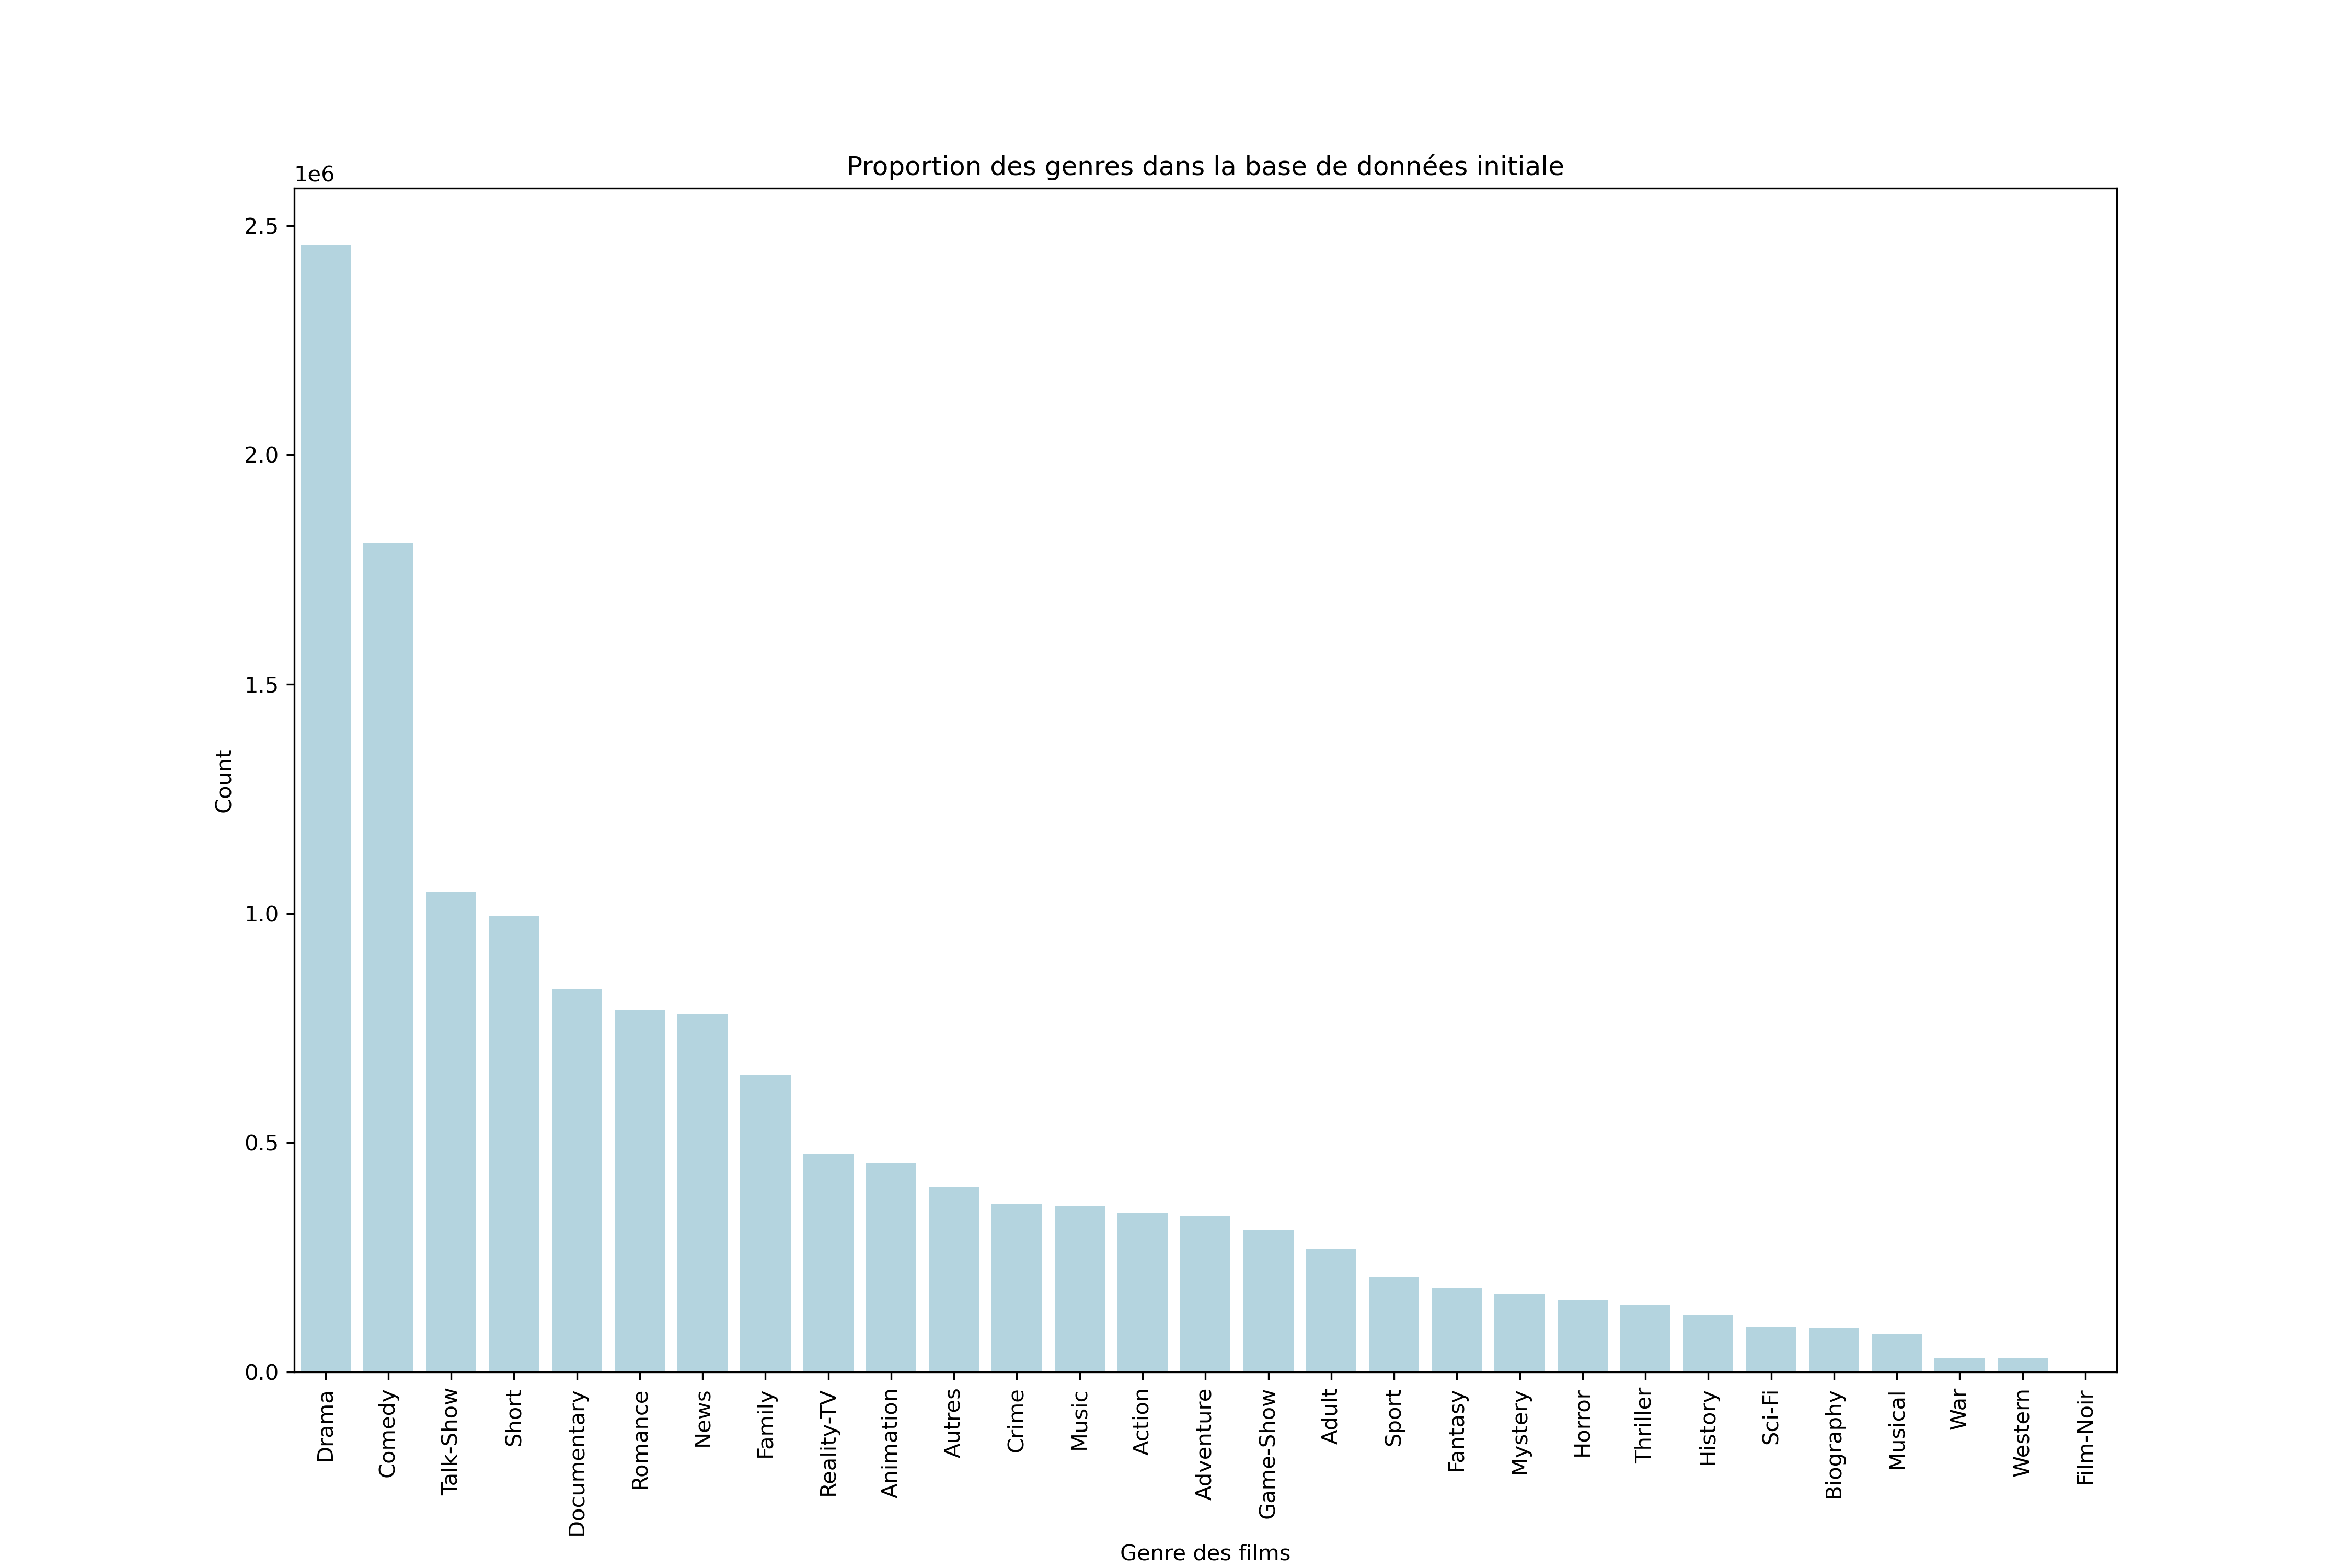 Proportion des genres dans la base de données initiale
1e6
2.5
2.0
1.5
1.0
0.5
0.0
Count
Drama
Comedy
Talk-Show
Short
Documentary
Romance
News
Family
Reality-TV
Animation
Autres
Crime
Music
Action
Adventure
Game-Show
Adult
Sport
Fantasy
Mystery
Horror
Thriller
History
Sci-Fi
Biography
Musical
War
Western
Film-Noir
Genre des films